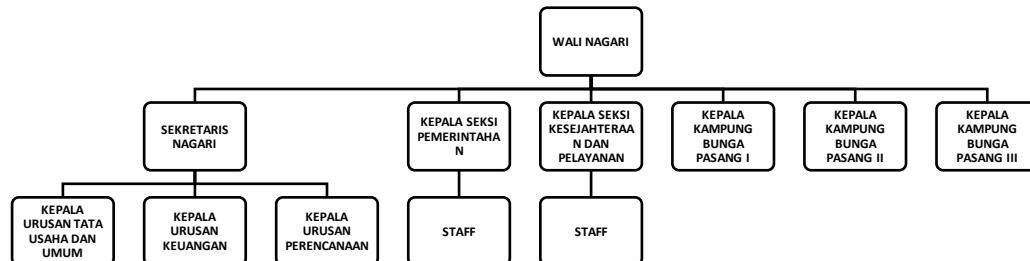 WALI NAGARI
SEKRETARIS
NAGARI
KEPALA SEKSI
PEMERINTAHA
N
KEPALA SEKSI
KESEJAHTERAA
N DAN
PELAYANAN
KEPALA
KAMPUNG
BUNGA
PASANG I
KEPALA
KAMPUNG
BUNGA
PASANG II
KEPALA
KAMPUNG
BUNGA
PASANG III
KEPALA
URUSAN TATA
USAHA DAN
UMUM
KEPALA
URUSAN
KEUANGAN
KEPALA
URUSAN
PERENCANAAN
STAFF
STAFF